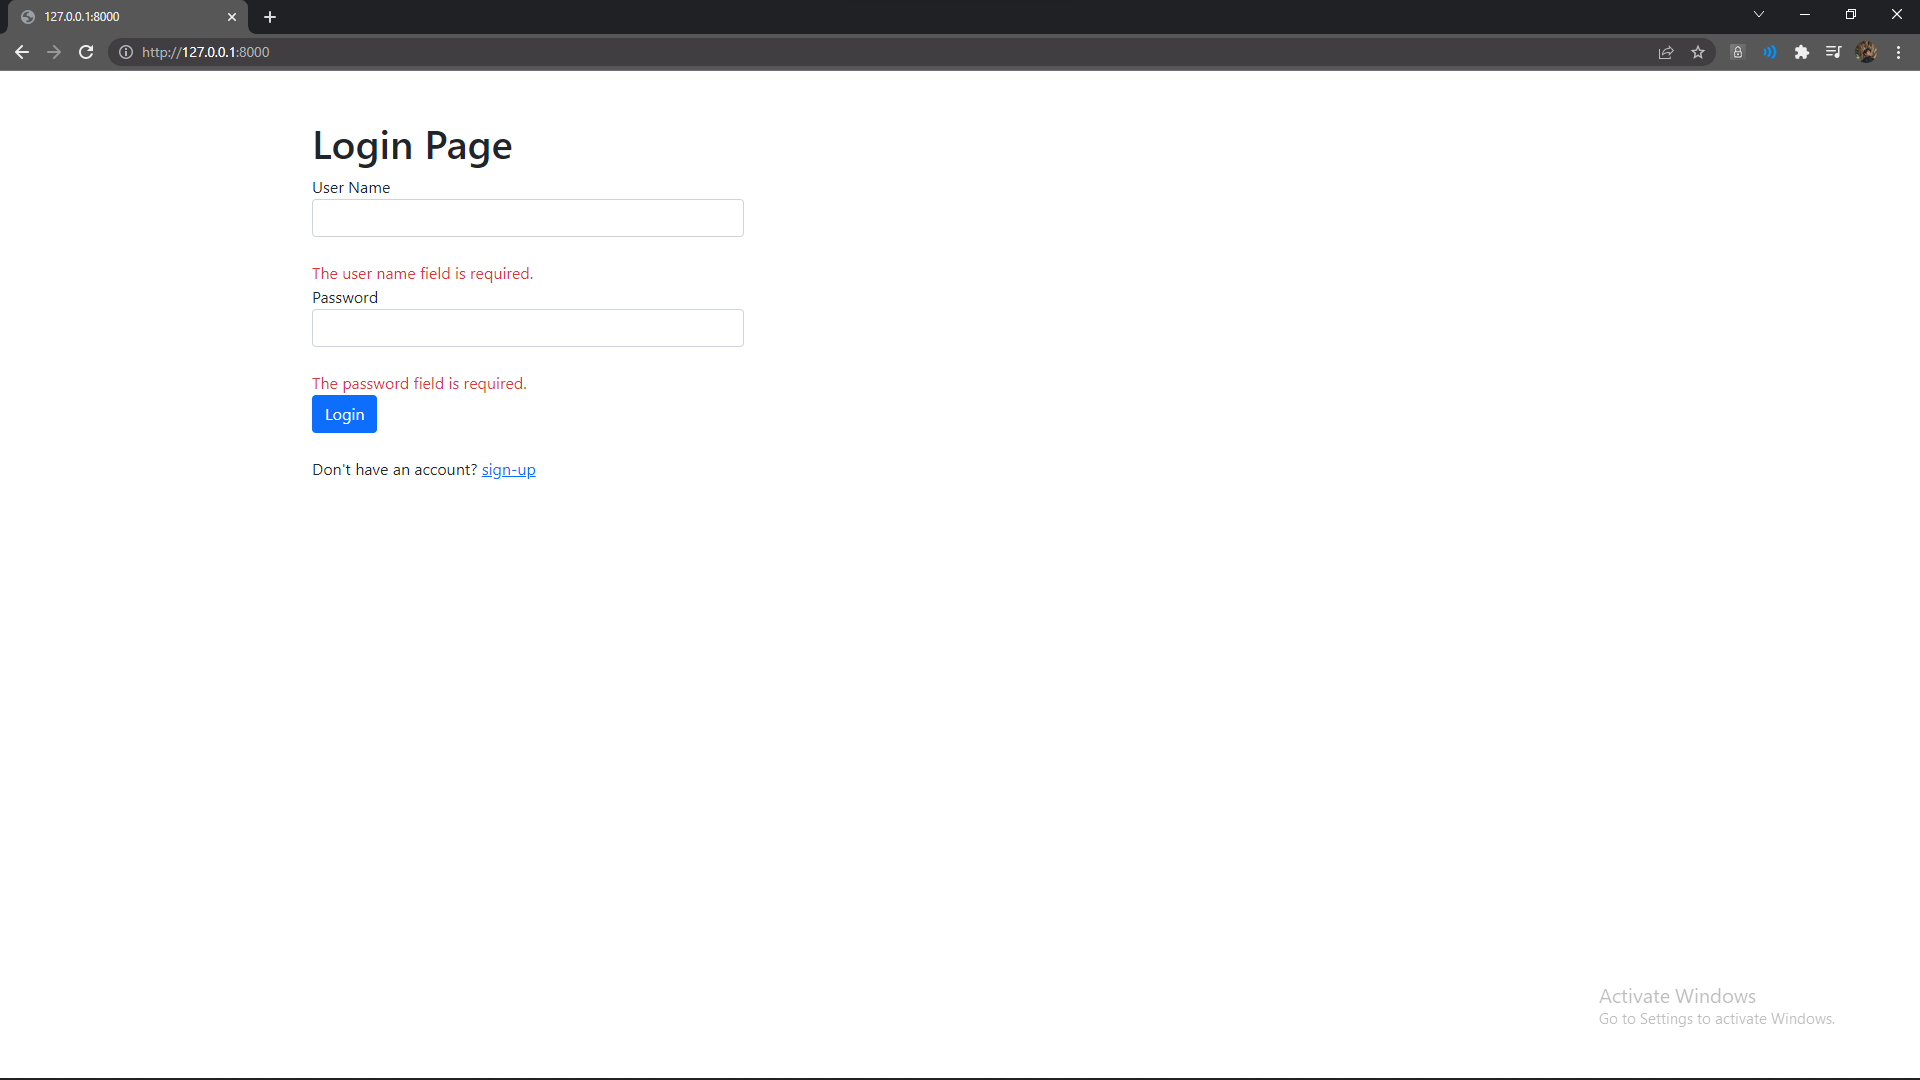 127.0.0.1:8000
http://127.0.0.1:8000
Login Page
User Name
The user name field is required.
Password
The password field is required.
Login
Don't have an account? sign-up
Activate Windows
Go to Settings to activate Windows.